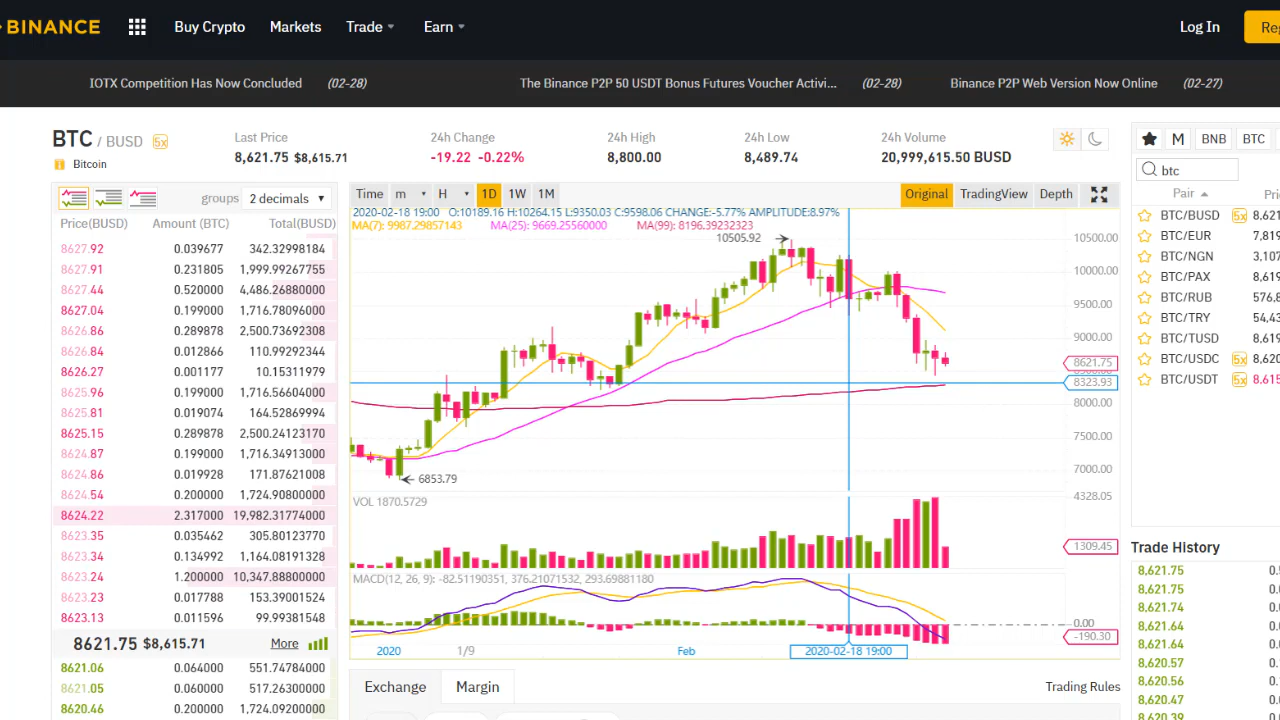 BINANCE Buy Crypto Markets Trade Earn Log In
IOTX Competition Has Now Concluded (02-28) The Binance P2P 50 USDT Bonus Futures Voucher Activi... (02-28) Binance P2P Web Version Now Online (02-27)
BTC / BUSD 5x
Bitcoin
Last Price
8,621.75 $8,615.71
24h Change
-19.22 -0.22%
24h High
8,800.00
24h Low
8,489.74
24h Volume
20,999,615.50 BUSD
groups 2 decimals
Price(BUSD) Amount (BTC) Total(BUSD)
8627.92 0.039677 342.32998184
8627.91 0.231805 1,999.99267755
8627.44 0.520000 4,486.26880000
8627.04 0.199000 1,716.78096000
8626.86 0.289878 2,500.73692308
8626.84 0.012866 110.99292344
8626.27 0.001177 10.15311979
8625.96 0.199000 1,716.56604000
8625.81 0.019074 164.52869994
8625.15 0.289878 2,500.24123170
8624.87 0.199000 1,716.34913000
8624.86 0.019928 171.87621008
8624.54 0.200000 1,724.90800000
8624.22 2.317000 19,982.31774000
8623.35 0.035462 305.80123770
8623.34 0.134992 1,164.08191328
8623.24 1.200000 10,347.88800000
8623.23 0.017788 153.39001524
8623.13 0.011596 99.99381548
8621.75 $8,615.71 More
8621.06 0.064000 551.74784000
8621.05 0.060000 517.26300000
8620.46 0.200000 1,724.09200000
Time m H 1D 1W 1M Original TradingView Depth
2020-02-18 19:00 O:10189.16 H:10264.15 L:9350.03 C:9598.06 CHANGE:-5.77% AMPLITUDE:8.97%
MA(7): 9987.29857143 MA(25): 9669.25560000 MA(99): 8196.39232323
10505.92
6853.79
10500.00
10000.00
9500.00
9000.00
8621.75
8323.93
8000.00
7500.00
7000.00
VOL 1870.5729
4328.05
1309.45
MACD(12, 26, 9): -82.51190351, 376.21071532, 293.69881180
0.00
-190.30
2020 1/9 Feb 2020-02-18 19:00
Exchange Margin Trading Rules
M BNB BTC
btc
Pair
BTC/BUSD 5x
BTC/EUR
BTC/NGN
BTC/PAX
BTC/RUB
BTC/TRY
BTC/TUSD
BTC/USDC 5x
BTC/USDT 5x
Trade History
8,621.75
8,621.75
8,621.74
8,621.64
8,621.64
8,620.57
8,620.56
8,620.47